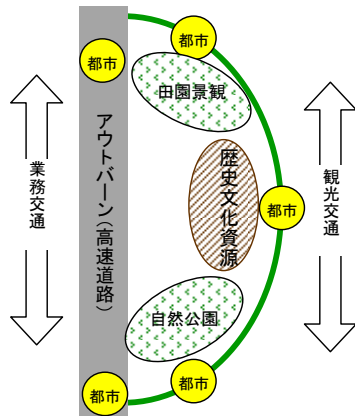 都市
都市
田園景観
アウトバーン(高速道路)
業務交通
歴史文化資源
都市
観光交通
自然公園
都市
都市